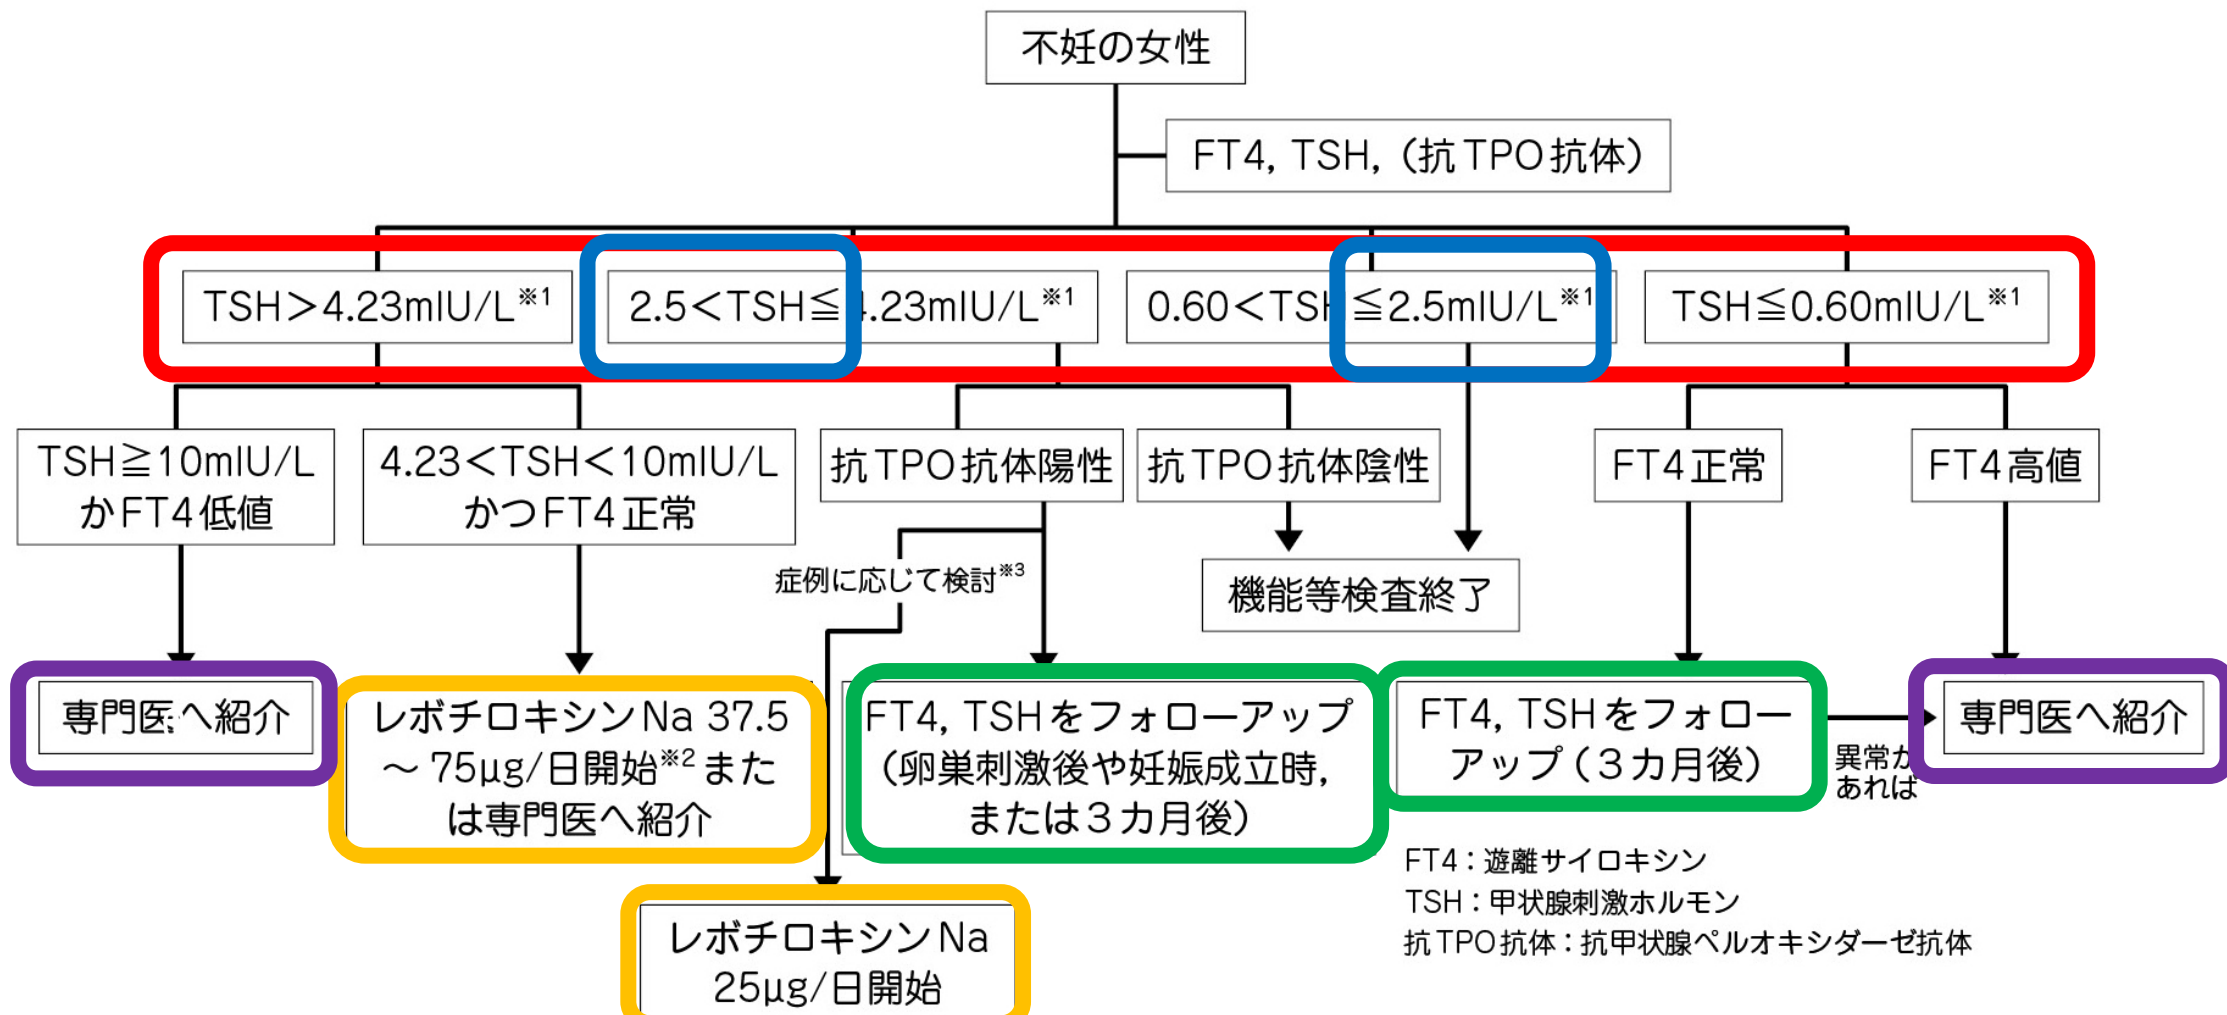 不妊の女性
FT4, TSH, (抗TPO抗体)
TSH>4.23mIU/L※1
2.5<TSH≦4.23mIU/L※1
0.60<TSH≦2.5mIU/L※1
TSH≦0.60mIU/L※1
TSH≧10mIU/L
かFT4低値
4.23<TSH<10mIU/L
かつFT4正常
抗TPO抗体陽性
抗TPO抗体陰性
FT4正常
FT4高値
症例に応じて検討※3
機能等検査終了
専門医へ紹介
レボチロキシンNa 37.5
～75μg/日開始※2また
は専門医へ紹介
FT4, TSHをフォローアップ
(卵巣刺激後や妊娠成立時,
または3カ月後)
FT4, TSHをフォロー
アップ(3カ月後)
異常が
あれば
専門医へ紹介
レボチロキシンNa
25μg/日開始
FT4：遊離サイロキシン
TSH：甲状腺刺激ホルモン
抗TPO抗体：抗甲状腺ペルオキシダーゼ抗体